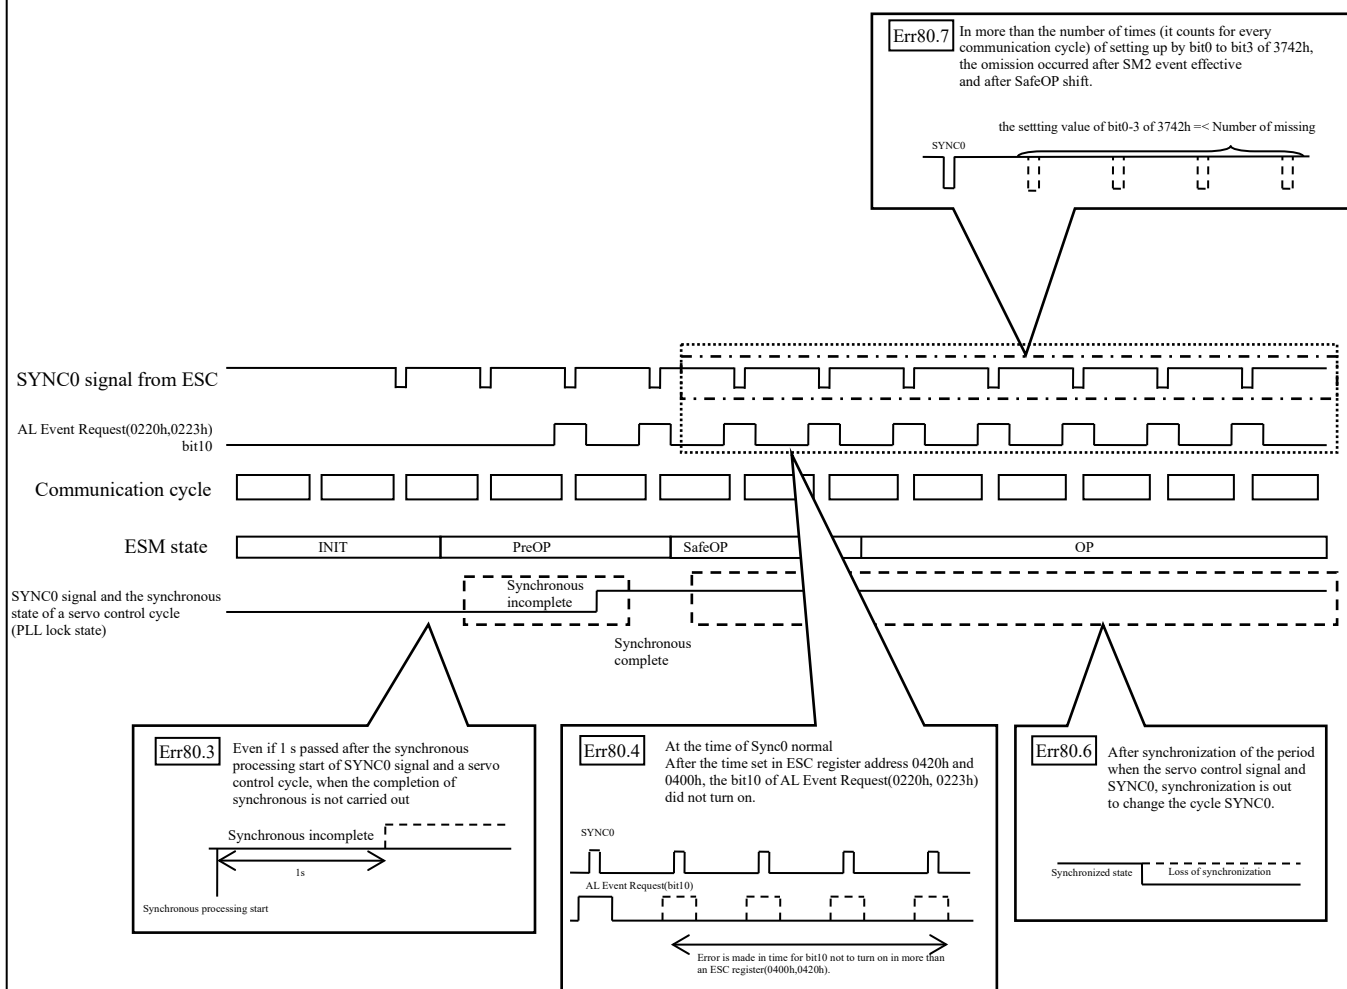 Err80.7
In more than the number of times (it counts for every
communication cycle) of setting up by bit0 to bit3 of 3742h,
the omission occurred after SM2 event effective
and after SafeOP shift.
the settting value of bit0-3 of 3742h =< Number of missing
SYNC0
SYNC0 signal from ESC
AL Event Request(0220h,0223h)
bit10
Communication cycle
ESM state
INIT
PreOP
SafeOP
OP
SYNC0 signal and the synchronous
state of a servo control cycle
(PLL lock state)
Synchronous
incomplete
Synchronous
complete
Err80.3
Even if 1 s passed after the synchronous
processing start of SYNC0 signal and a servo
control cycle, when the completion of
synchronous is not carried out
Synchronous incomplete
1s
Synchronous processing start
Err80.4
At the time of Sync0 normal
After the time set in ESC register address 0420h and
0400h, the bit10 of AL Event Request(0220h, 0223h)
did not turn on.
SYNC0
AL Event Request(bit10)
Error is made in time for bit10 not to turn on in more than
an ESC register(0400h,0420h).
Err80.6
After synchronization of the period
when the servo control signal and
SYNC0, synchronization is out
to change the cycle SYNC0.
Synchronized state
Loss of synchronization